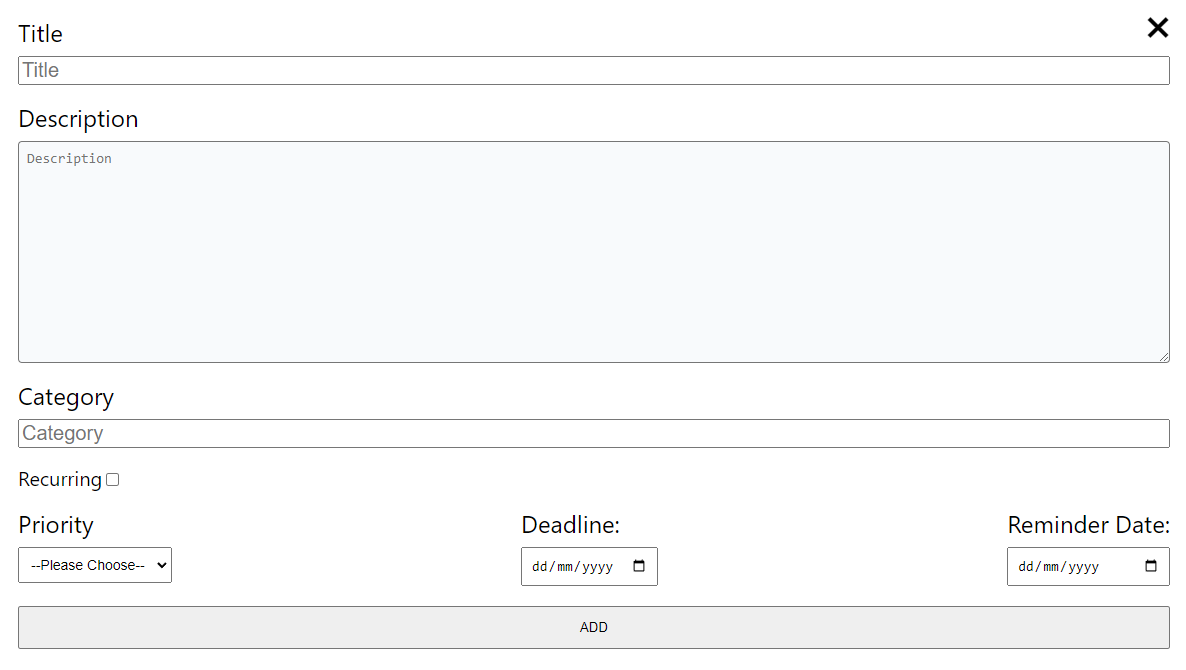 Title
Title
Description
Description
Category
Category
Recurring
Priority Deadline: Reminder Date:
--Please Choose-- dd/mm/yyyy dd/mm/yyyy
ADD